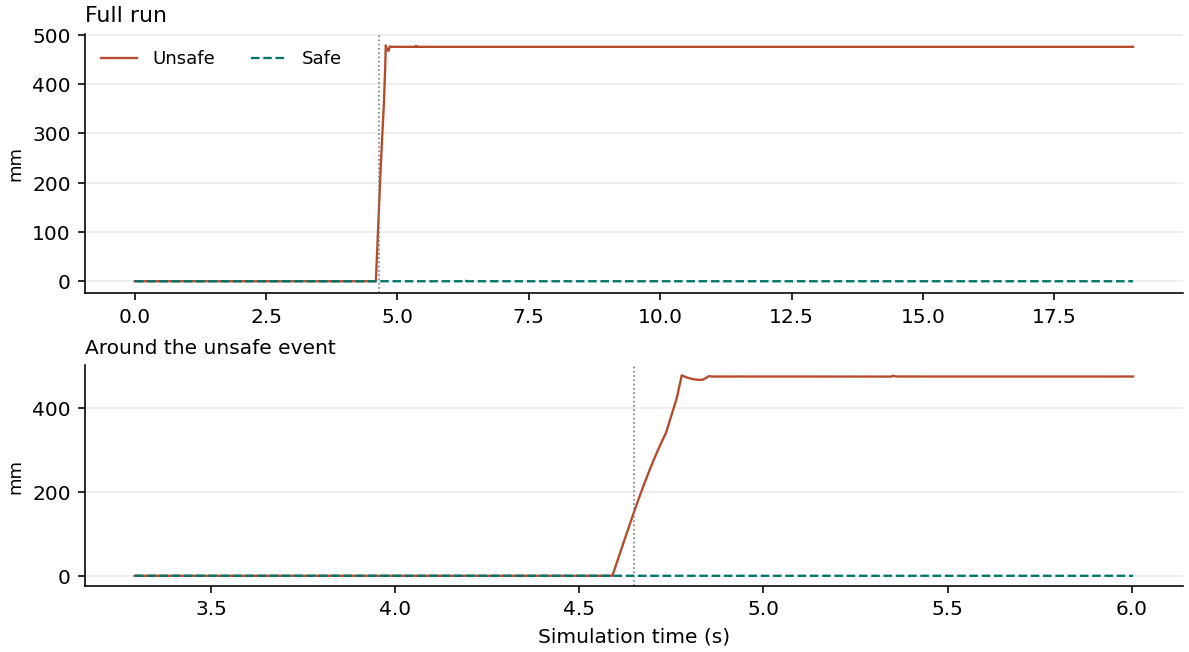 Full run
500
400
300
200
100
0
mm
Unsafe
Safe
0.0 2.5 5.0 7.5 10.0 12.5 15.0 17.5
Around the unsafe event
400
200
0
mm
3.5 4.0 4.5 5.0 5.5 6.0
Simulation time (s)